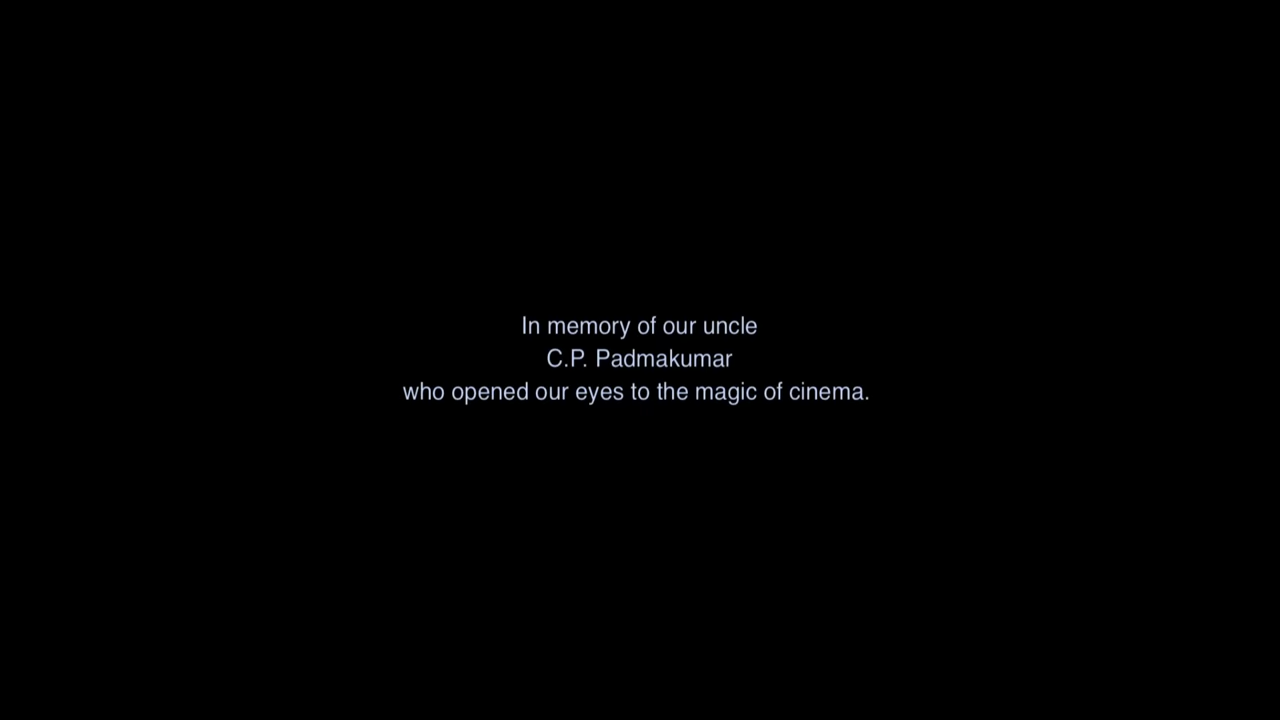 In memory of our uncle
C.P. Padmakumar
who opened our eyes to the magic of cinema.